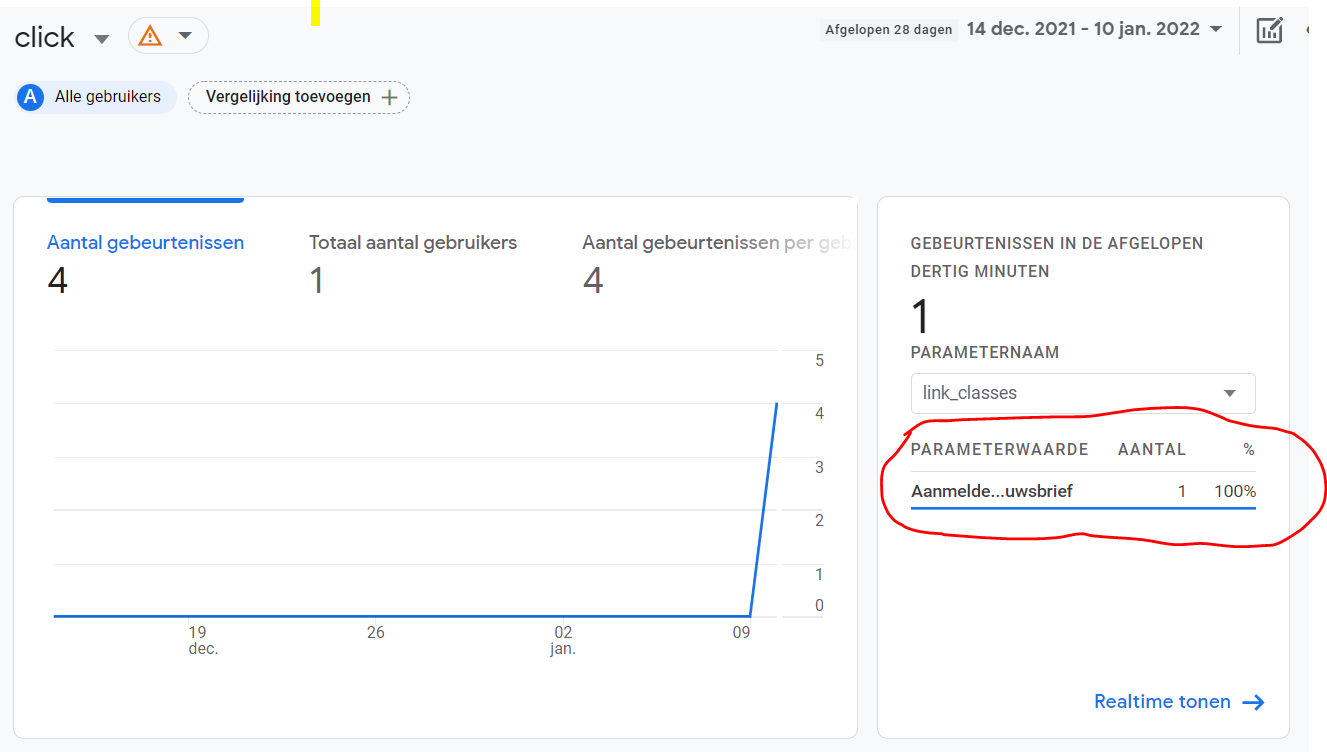 click
Afgelopen 28 dagen 14 dec. 2021 - 10 jan. 2022
A Alle gebruikers Vergelijking toevoegen +
Aantal gebeurtenissen
4
Totaal aantal gebruikers
1
Aantal gebeurtenissen per geb
4
5
4
3
2
1
0
19
dec.
26
02
jan.
09
GEBEURTENISSEN IN DE AFGELOPEN
DERTIG MINUTEN
1
PARAMETERNAAM
link_classes
PARAMETERWAARDE AANTAL %
Aanmelde...uwsbrief 1 100%
Realtime tonen